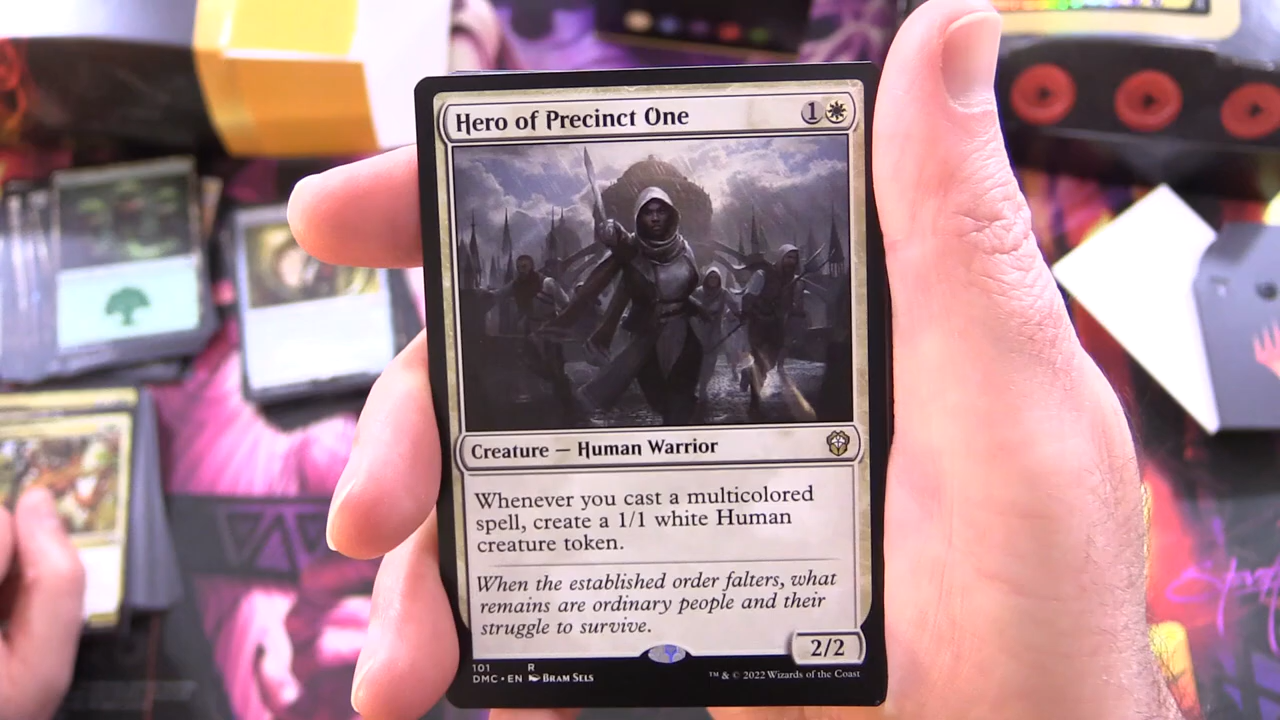 Hero of Precinct One 1
Creature — Human Warrior
Whenever you cast a multicolored
spell, create a 1/1 white Human
creature token.
When the established order falters, what
remains are ordinary people and their
struggle to survive.
2/2
101 R
DMC • EN BRAM SELS
™ & © 2022 Wizards of the Coast